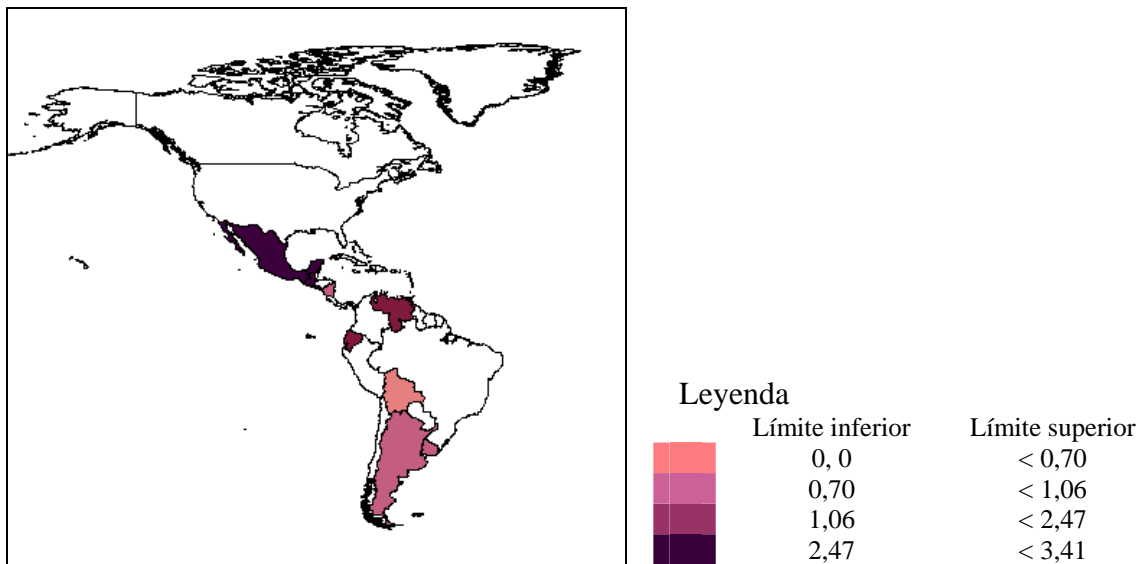 Leyenda
Límite inferior Límite superior
0, 0 < 0,70
0,70 < 1,06
1,06 < 2,47
2,47 < 3,41